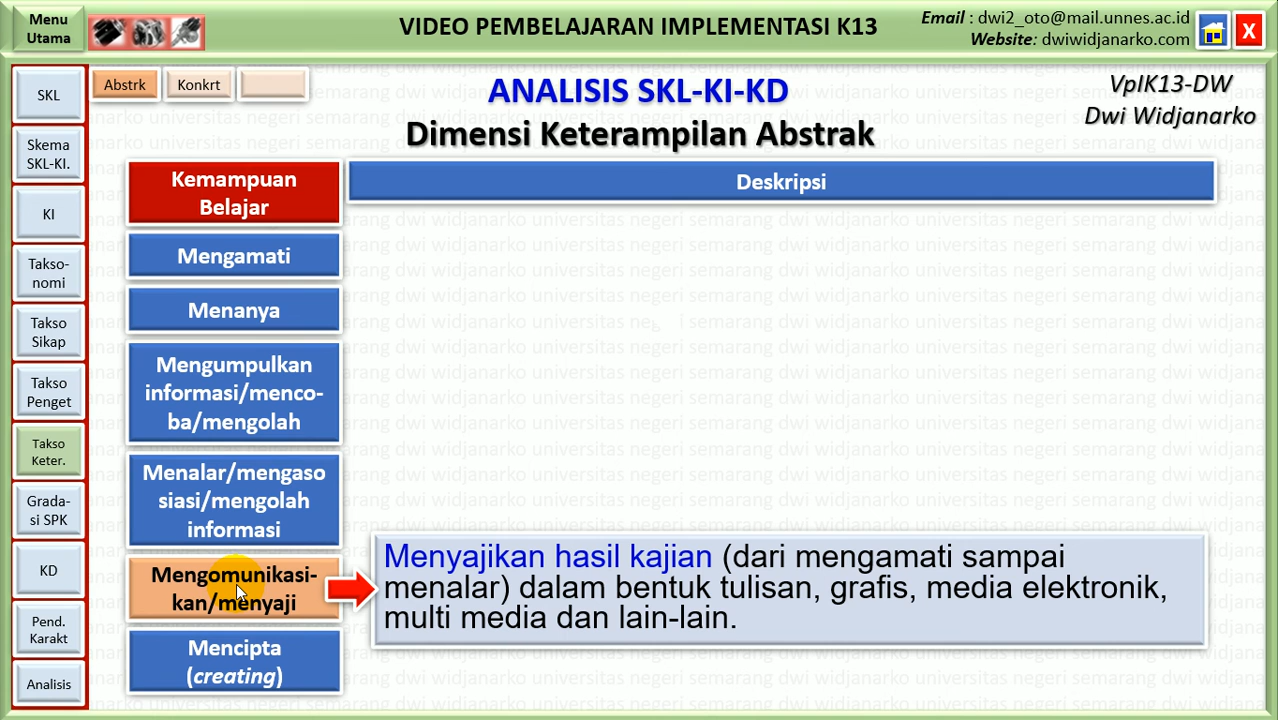 Menu
Utama
VIDEO PEMBELAJARAN IMPLEMENTASI K13
Email : dwi2_oto@mail.unnes.ac.id
Website: dwiwidjanarko.com
X
SKL
Skema
SKL-KI.
KI
Takso-
nomi
Takso
Sikap
Takso
Penget
Takso
Keter.
Grada-
si SPK
KD
Pend.
Karakt
Analisis
Abstrk
Konkrt
ANALISIS SKL-KI-KD
Dimensi Keterampilan Abstrak
VpIK13-DW
Dwi Widjanarko
Kemampuan
Belajar
Deskripsi
Mengamati
Menanya
Mengumpulkan
informasi/menco-
ba/mengolah
Menalar/mengaso
siasi/mengolah
informasi
Mengomunikasi-
kan/menyaji
Menyajikan hasil kajian (dari mengamati sampai
menalar) dalam bentuk tulisan, grafis, media elektronik,
multi media dan lain-lain.
Mencipta
(creating)